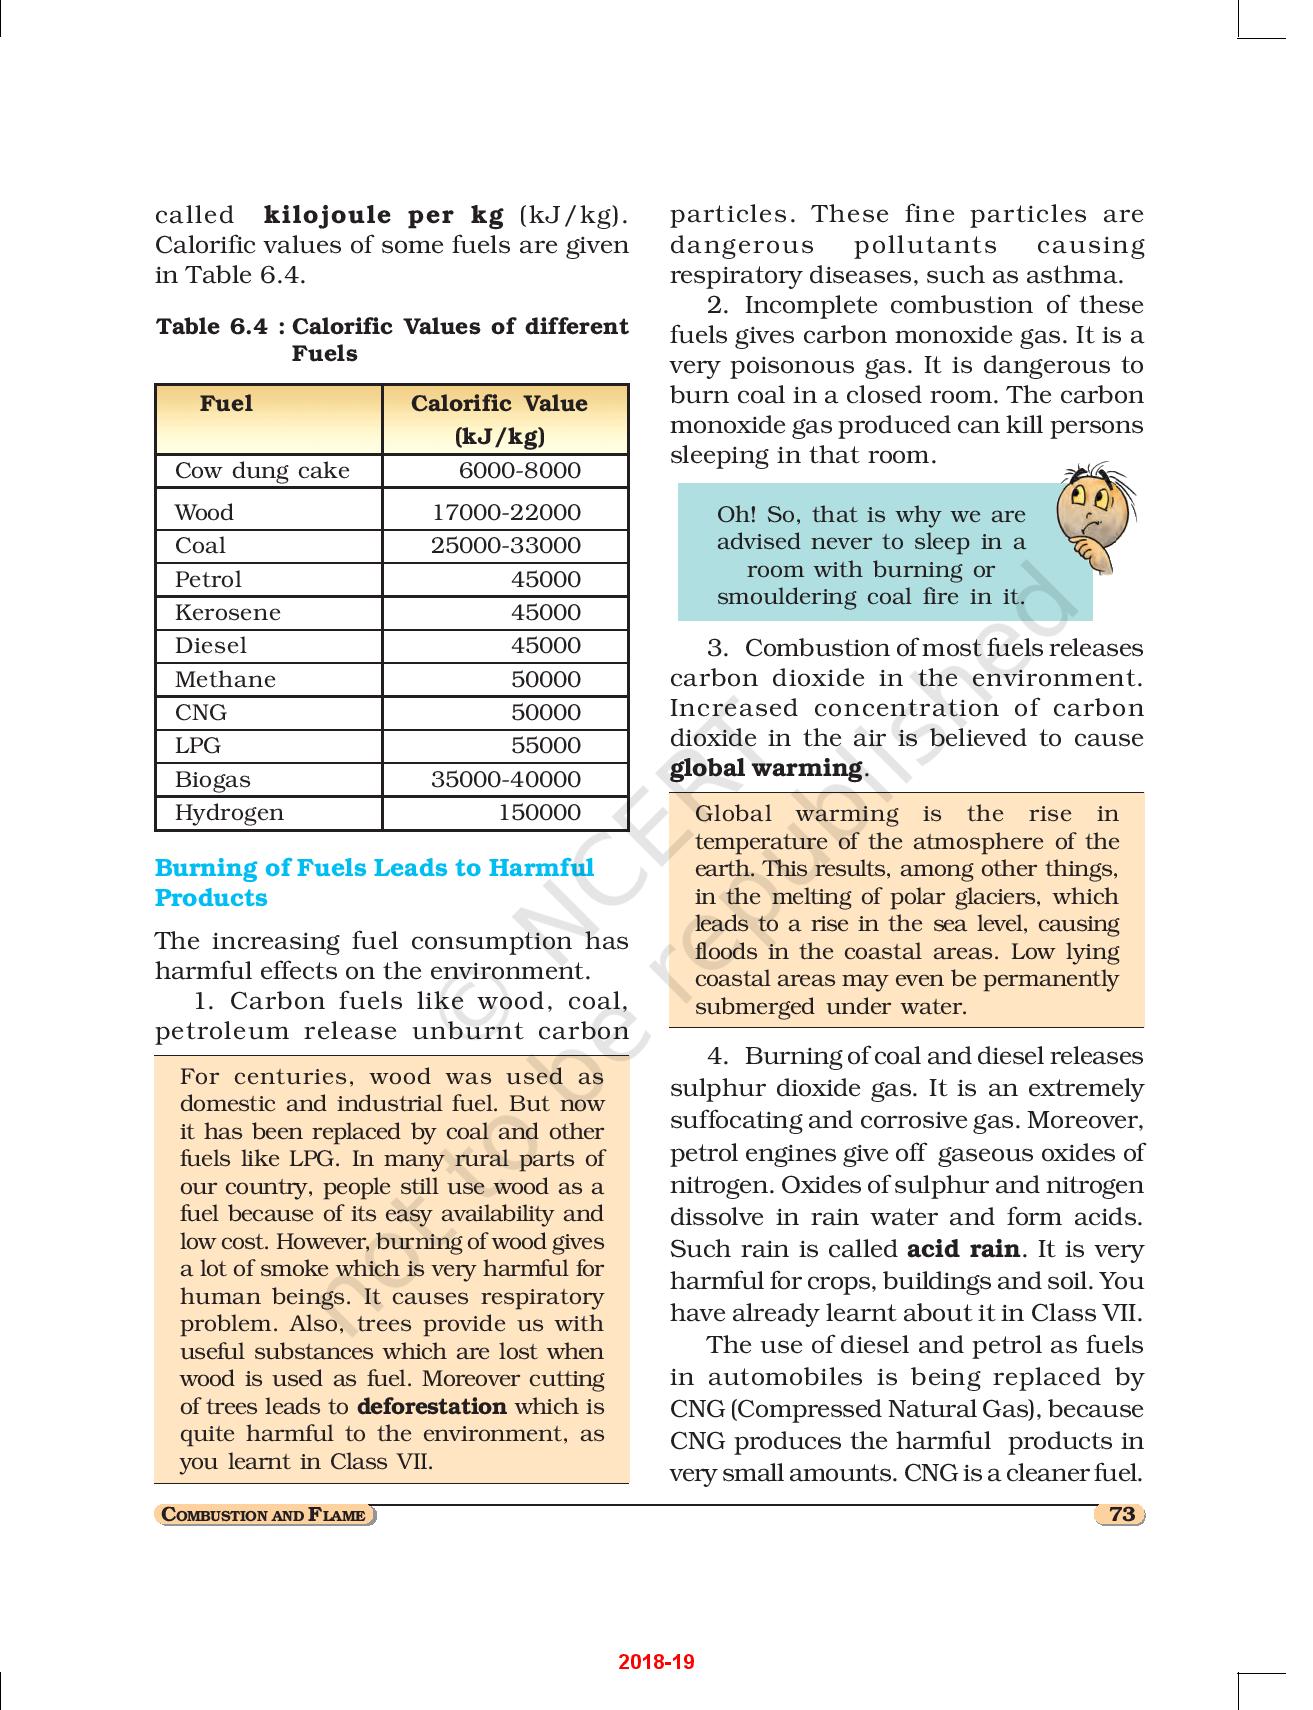 called kilojoule per kg (kJ/kg).
Calorific values of some fuels are given
in Table 6.4.
Table 6.4 : Calorific Values of different
Fuels
Fuel Calorific Value
(kJ/kg)
Cow dung cake 6000-8000
Wood 17000-22000
Coal 25000-33000
Petrol 45000
Kerosene 45000
Diesel 45000
Methane 50000
CNG 50000
LPG 55000
Biogas 35000-40000
Hydrogen 150000
Burning of Fuels Leads to Harmful
Products
The increasing fuel consumption has
harmful effects on the environment.
1. Carbon fuels like wood, coal,
petroleum release unburnt carbon
For centuries, wood was used as
domestic and industrial fuel. But now
it has been replaced by coal and other
fuels like LPG. In many rural parts of
our country, people still use wood as a
fuel because of its easy availability and
low cost. However, burning of wood gives
a lot of smoke which is very harmful for
human beings. It causes respiratory
problem. Also, trees provide us with
useful substances which are lost when
wood is used as fuel. Moreover cutting
of trees leads to deforestation which is
quite harmful to the environment, as
you learnt in Class VII.
particles. These fine particles are
dangerous pollutants causing
respiratory diseases, such as asthma.
2. Incomplete combustion of these
fuels gives carbon monoxide gas. It is a
very poisonous gas. It is dangerous to
burn coal in a closed room. The carbon
monoxide gas produced can kill persons
sleeping in that room.
Oh! So, that is why we are
advised never to sleep in a
room with burning or
smouldering coal fire in it.
3. Combustion of most fuels releases
carbon dioxide in the environment.
Increased concentration of carbon
dioxide in the air is believed to cause
global warming.
Global warming is the rise in
temperature of the atmosphere of the
earth. This results, among other things,
in the melting of polar glaciers, which
leads to a rise in the sea level, causing
floods in the coastal areas. Low lying
coastal areas may even be permanently
submerged under water.
4. Burning of coal and diesel releases
sulphur dioxide gas. It is an extremely
suffocating and corrosive gas. Moreover,
petrol engines give off gaseous oxides of
nitrogen. Oxides of sulphur and nitrogen
dissolve in rain water and form acids.
Such rain is called acid rain. It is very
harmful for crops, buildings and soil. You
have already learnt about it in Class VII.
The use of diesel and petrol as fuels
in automobiles is being replaced by
CNG (Compressed Natural Gas), because
CNG produces the harmful products in
very small amounts. CNG is a cleaner fuel.
© NCERT
not to be republished
COMBUSTION AND FLAME 73
2018-19